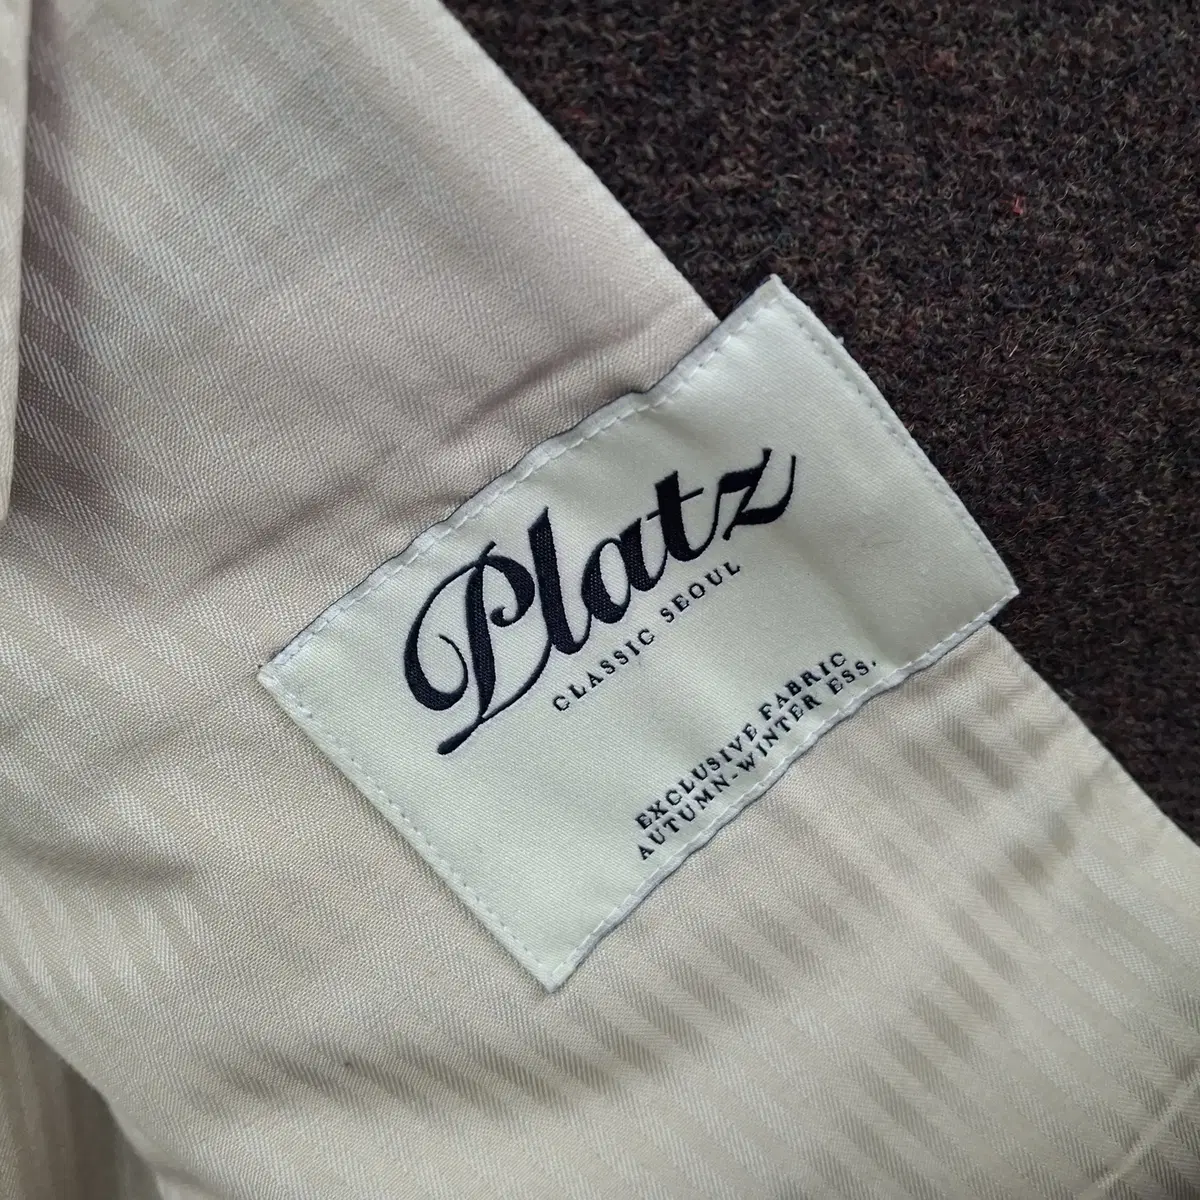 Platz
CLASSIC SEOUL
EXCLUSIVE FABRIC
AUTUMN-WINTER ESS.